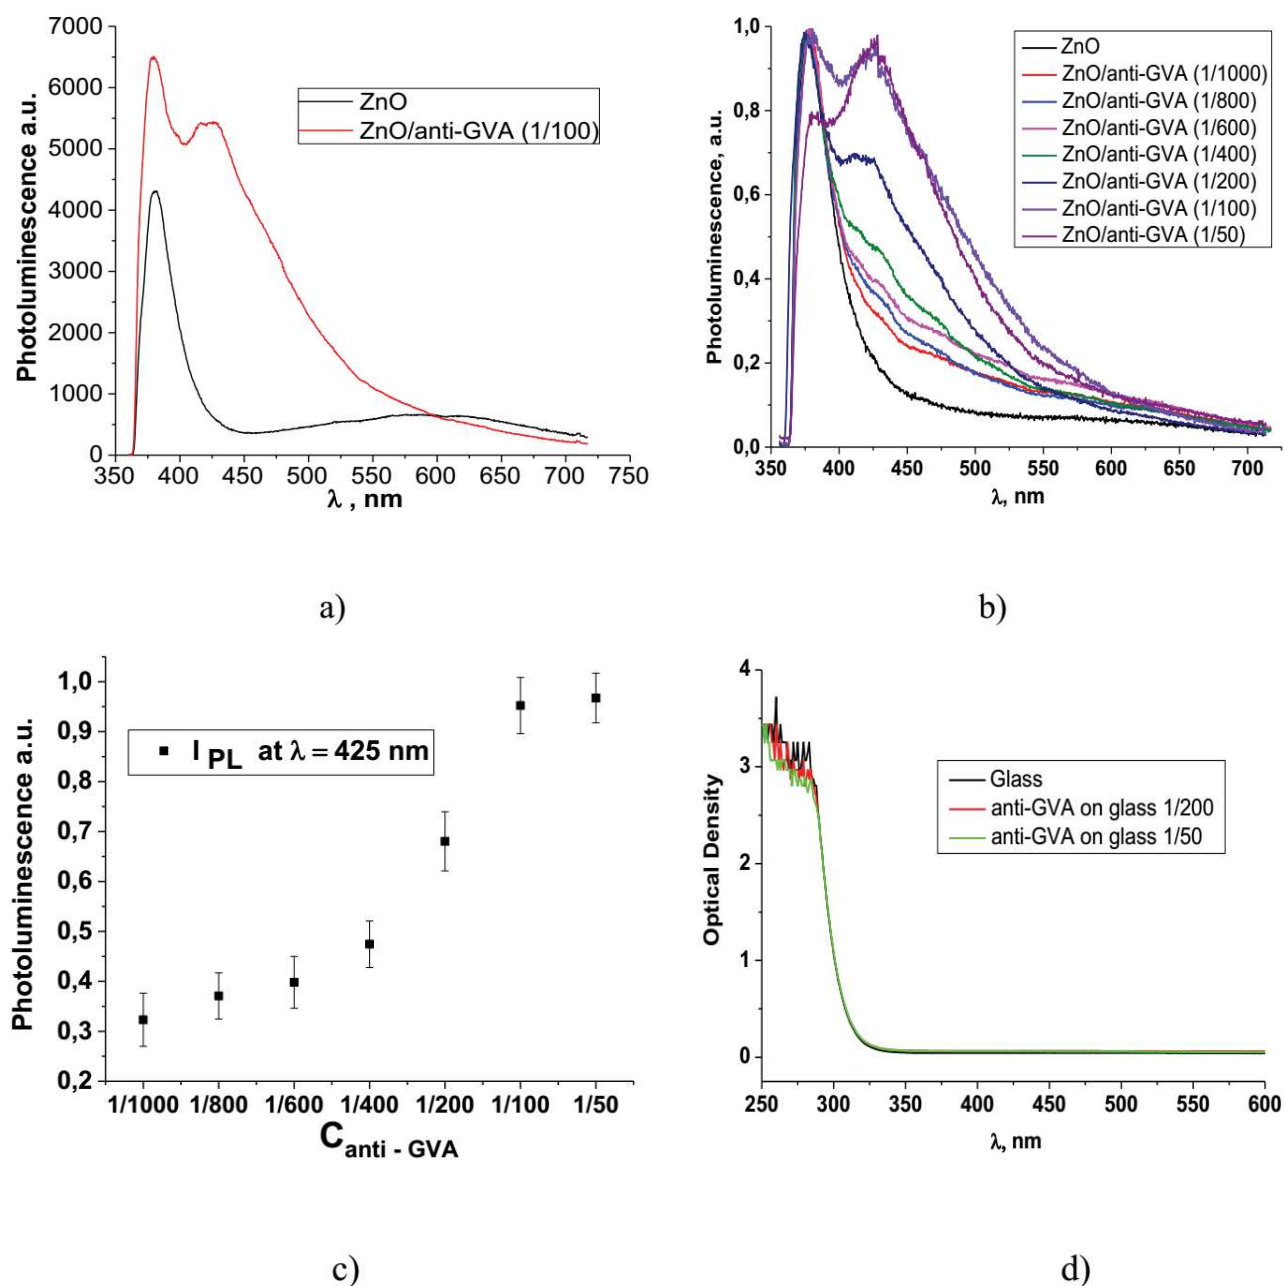 7000
6000
5000
4000
3000
2000
1000
0
Photoluminescence a.u.
ZnO
ZnO/anti-GVA (1/100)
350 400 450 500 550 600 650 700 750
λ , nm
a)
1,0
0,8
0,6
0,4
0,2
0,0
Photoluminescence, a.u.
ZnO
ZnO/anti-GVA (1/1000)
ZnO/anti-GVA (1/800)
ZnO/anti-GVA (1/600)
ZnO/anti-GVA (1/400)
ZnO/anti-GVA (1/200)
ZnO/anti-GVA (1/100)
ZnO/anti-GVA (1/50)
350 400 450 500 550 600 650 700
λ, nm
b)
1,0
0,9
0,8
0,7
0,6
0,5
0,4
0,3
0,2
Photoluminescence a.u.
I PL at λ = 425 nm
1/1000 1/800 1/600 1/400 1/200 1/100 1/50
C anti - GVA
c)
4
3
2
1
0
Optical Density
Glass
anti-GVA on glass 1/200
anti-GVA on glass 1/50
250 300 350 400 450 500 550 600
λ, nm
d)